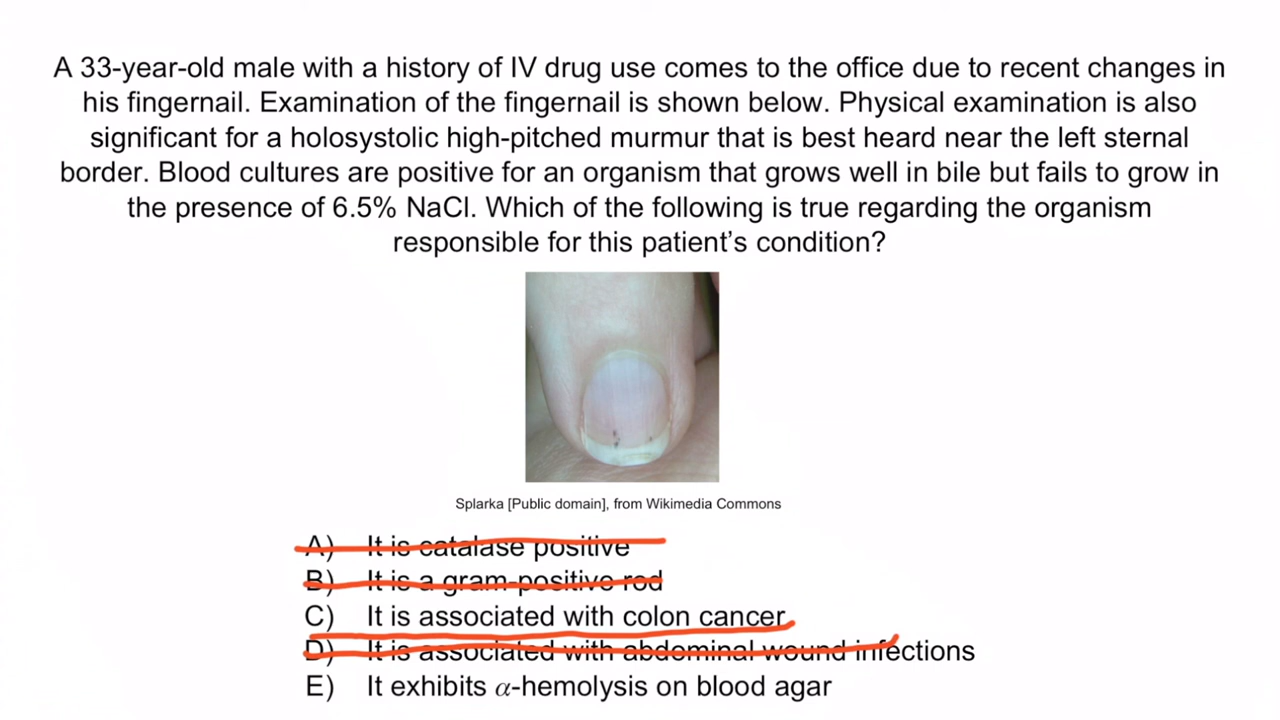 A 33-year-old male with a history of IV drug use comes to the office due to recent changes in
his fingernail. Examination of the fingernail is shown below. Physical examination is also
significant for a holosystolic high-pitched murmur that is best heard near the left sternal
border. Blood cultures are positive for an organism that grows well in bile but fails to grow in
the presence of 6.5% NaCl. Which of the following is true regarding the organism
responsible for this patient’s condition?
Splarka [Public domain], from Wikimedia Commons
A) It is catalase positive
B) It is a gram-positive rod
C) It is associated with colon cancer
D) It is associated with abdominal wound infections
E) It exhibits α-hemolysis on blood agar